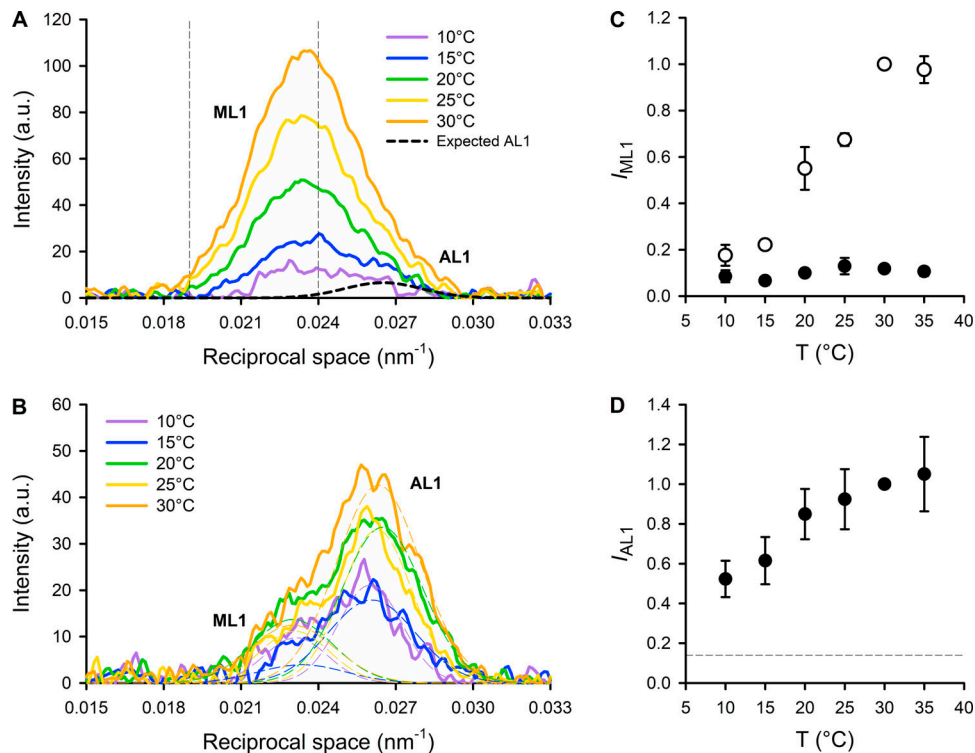 A
120
100
80
60
40
20
0
Intensity (a.u.)
ML1
AL1
10°C
15°C
20°C
25°C
30°C
Expected AL1
0.015 0.018 0.021 0.024 0.027 0.030 0.033
Reciprocal space (nm-1)
C
1.2
1.0
0.8
0.6
0.4
0.2
0.0
IML1
5 10 15 20 25 30 35 40
T (°C)
B
60
50
40
30
20
10
0
Intensity (a.u.)
10°C
15°C
20°C
25°C
30°C
AL1
ML1
0.015 0.018 0.021 0.024 0.027 0.030 0.033
Reciprocal space (nm-1)
D
1.4
1.2
1.0
0.8
0.6
0.4
0.2
0.0
IAL1
5 10 15 20 25 30 35 40
T (°C)